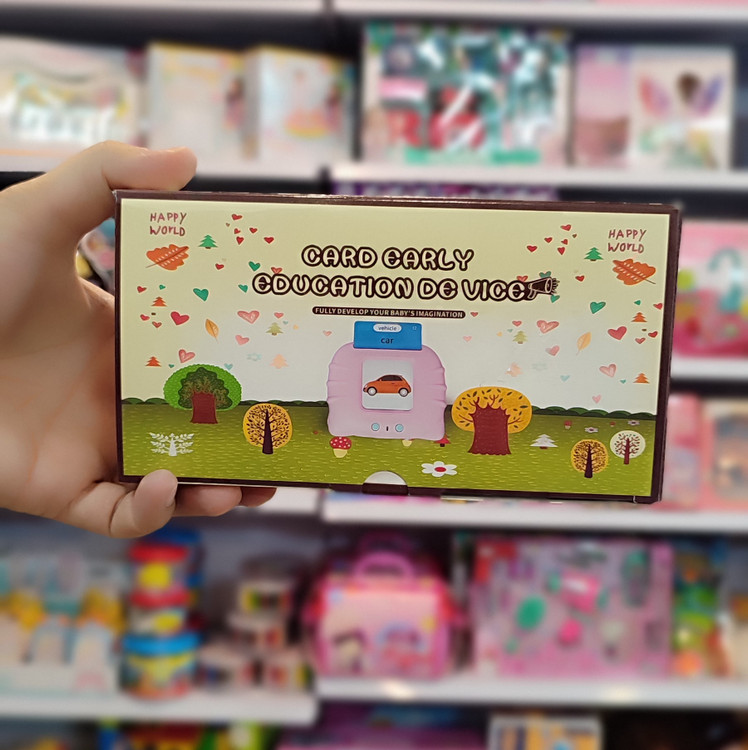 HAPPY
WORLD
HAPPY
WORLD
CARD EARLY
EDUCATION DE VICE
FULLY DEVELOP YOUR BABY'S IMAGINATION
vehicle
car